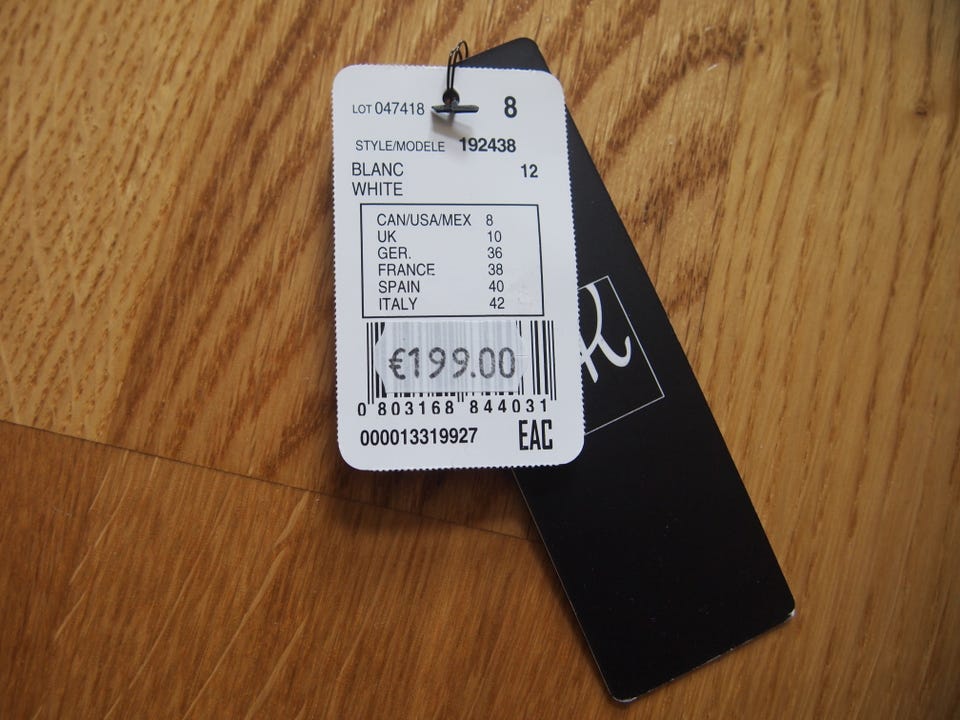 LOT 047418 8
STYLE/MODELE 192438
BLANC 12
WHITE
CAN/USA/MEX 8
UK 10
GER. 36
FRANCE 38
SPAIN 40
ITALY 42
€199.00
0 803168 844031
000013319927 EAC